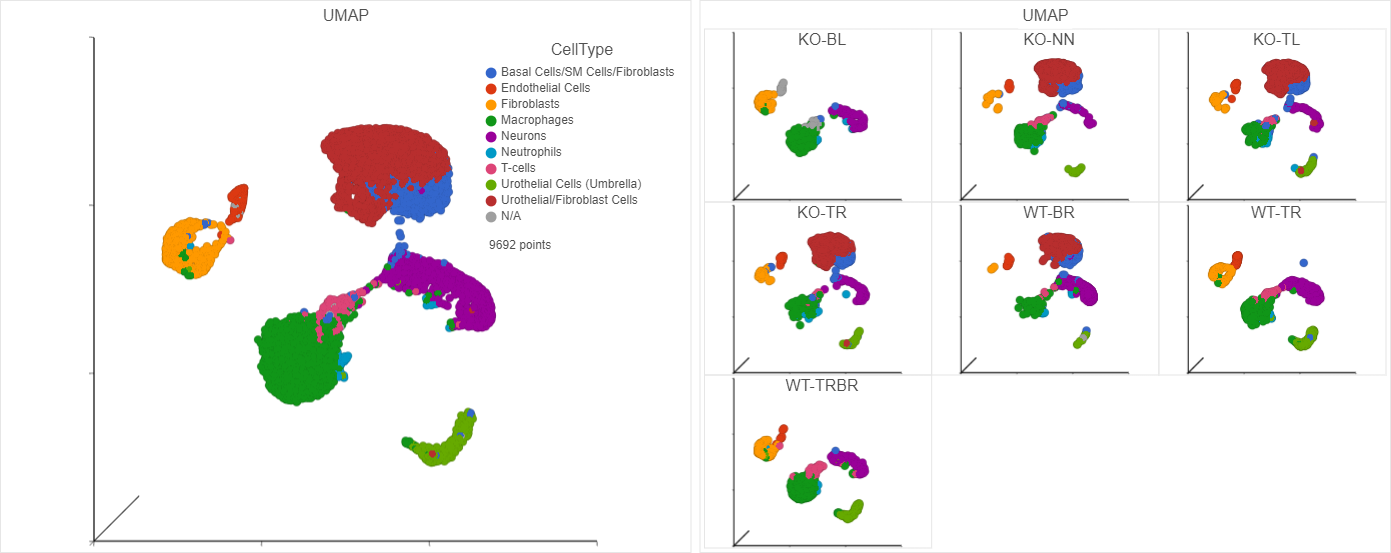 UMAP
CellType
Basal Cells/SM Cells/Fibroblasts
Endothelial Cells
Fibroblasts
Macrophages
Neurons
Neutrophils
T-cells
Urothelial Cells (Umbrella)
Urothelial/Fibroblast Cells
N/A
9692 points
UMAP
KO-BL
KO-NN
KO-TL
KO-TR
WT-BR
WT-TR
WT-TRBR